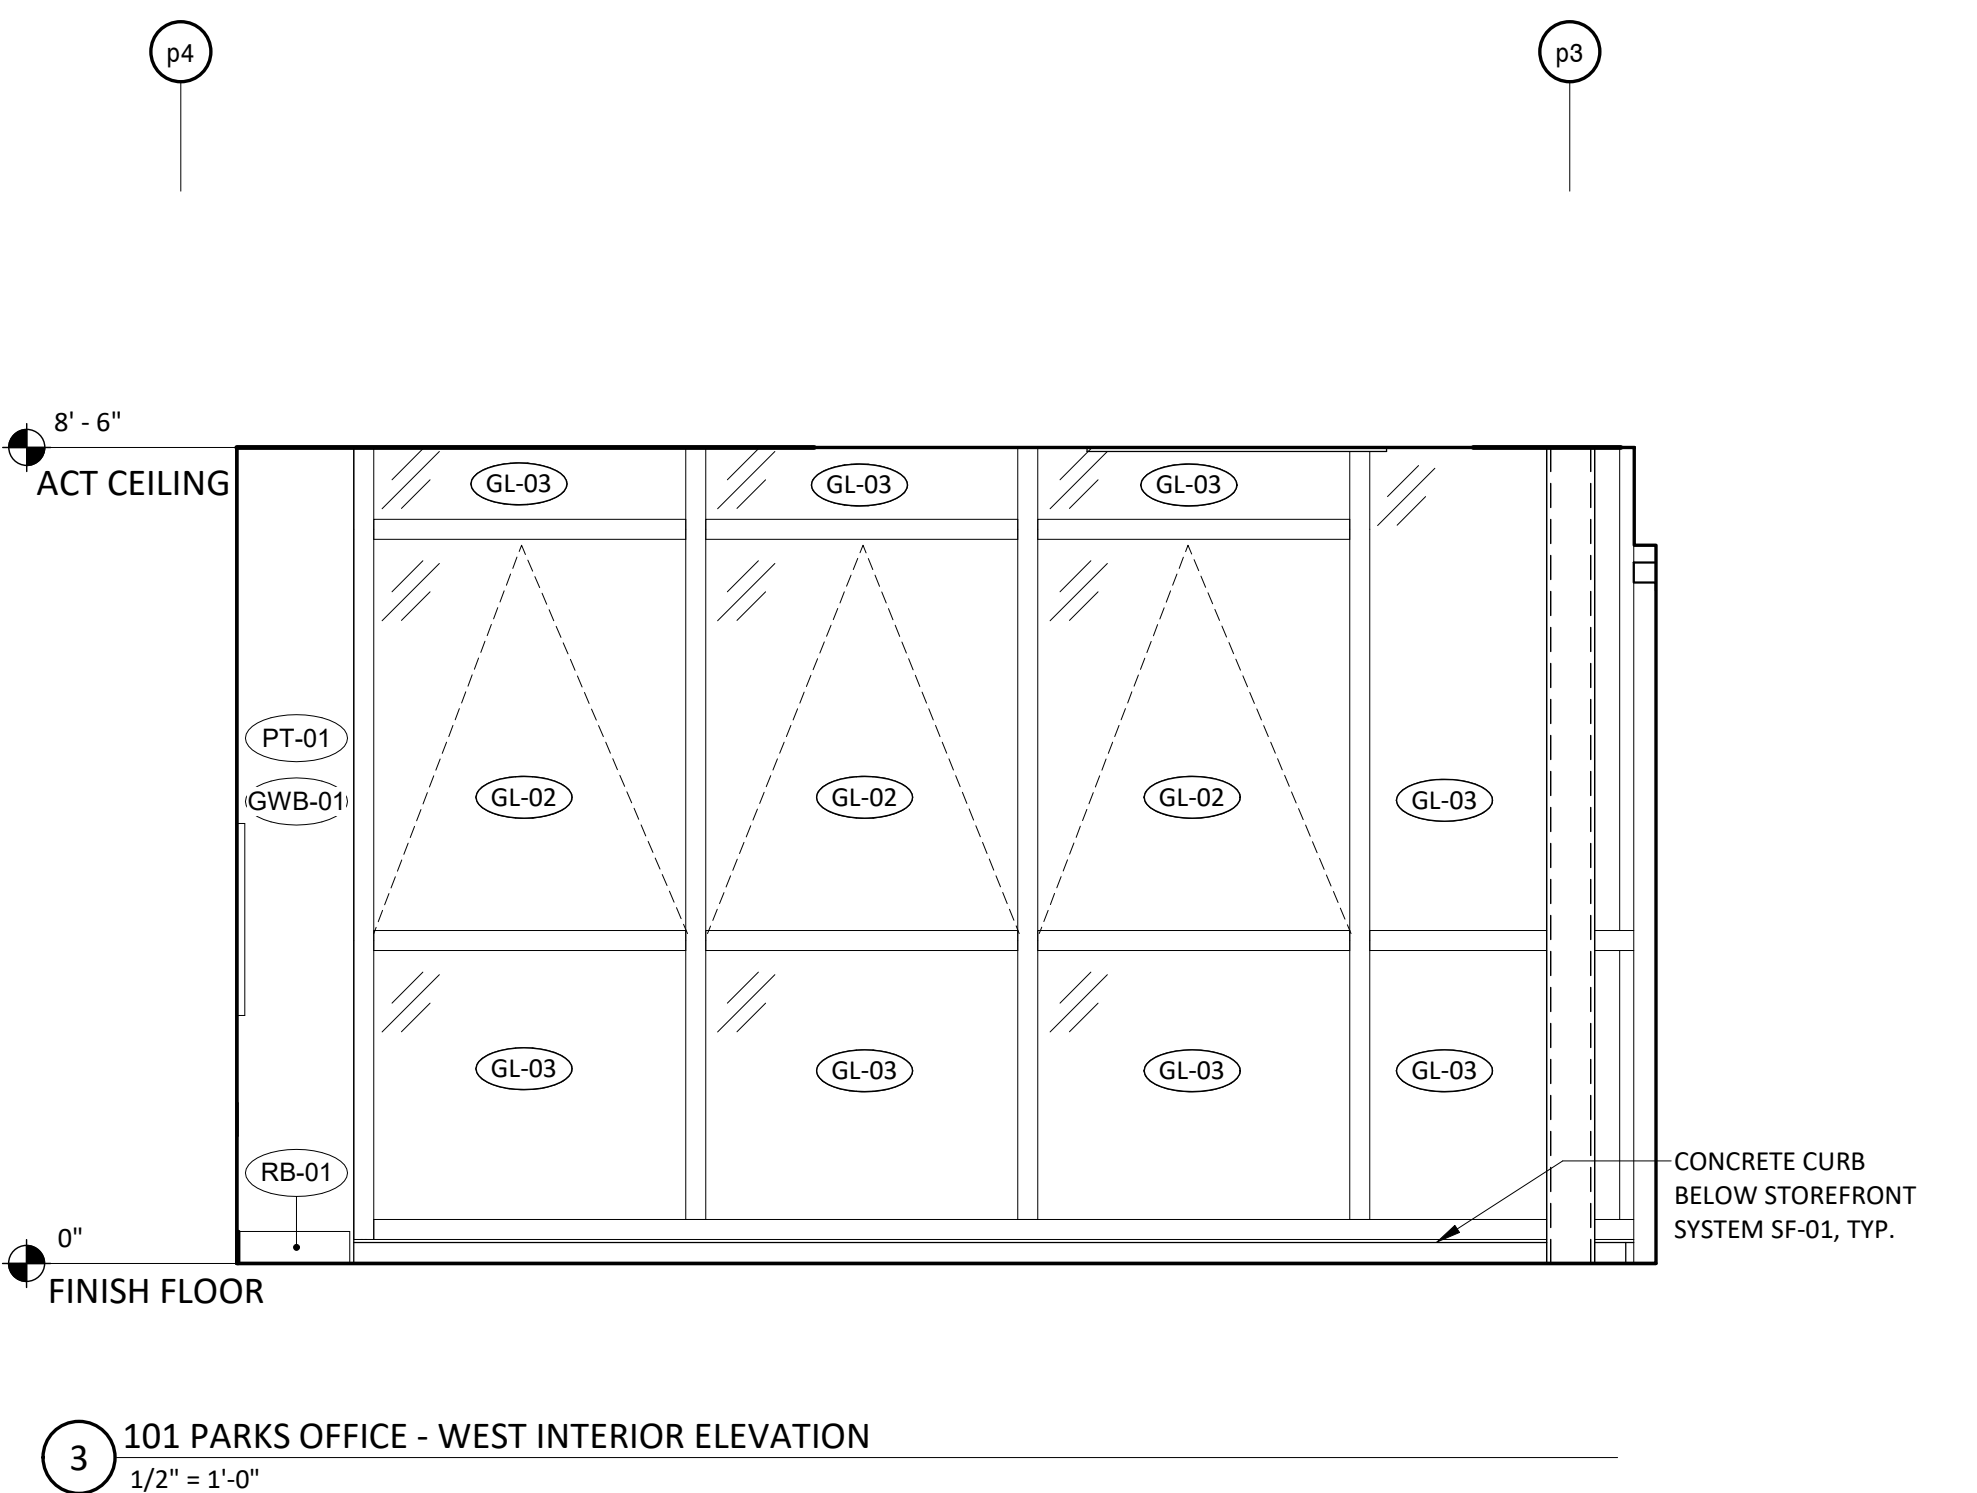 p4
p3
8' - 6"
ACT CEILING
GL-03
GL-03
GL-03
PT-01
GWB-01
GL-02
GL-02
GL-02
GL-03
GL-03
GL-03
GL-03
GL-03
RB-01
CONCRETE CURB
BELOW STOREFRONT
SYSTEM SF-01, TYP.
0"
FINISH FLOOR
3
101 PARKS OFFICE - WEST INTERIOR ELEVATION
1/2" = 1'-0"